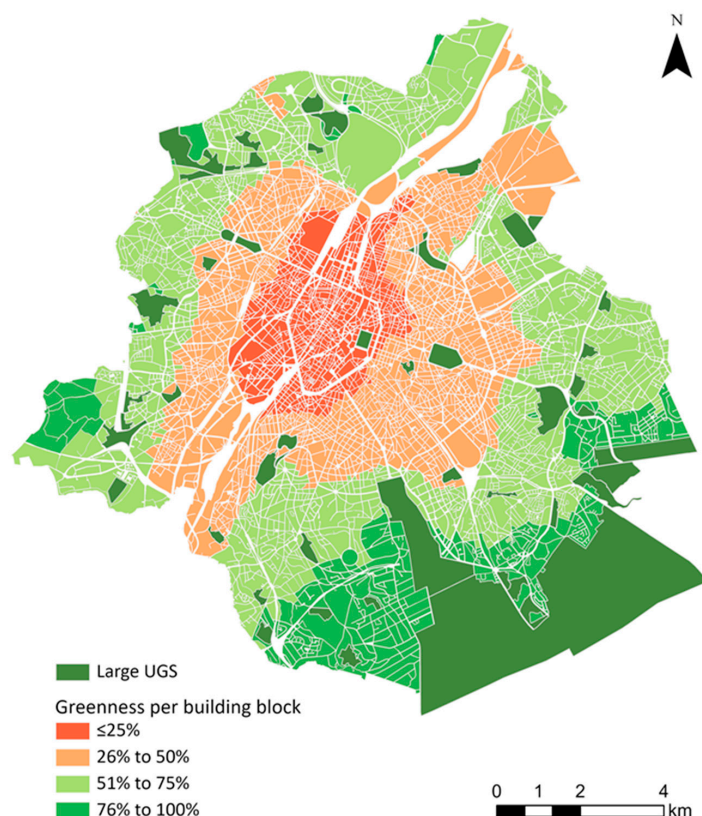 N
Large UGS
Greenness per building block
≤25%
26% to 50%
51% to 75%
76% to 100%
0 1 2 4
km